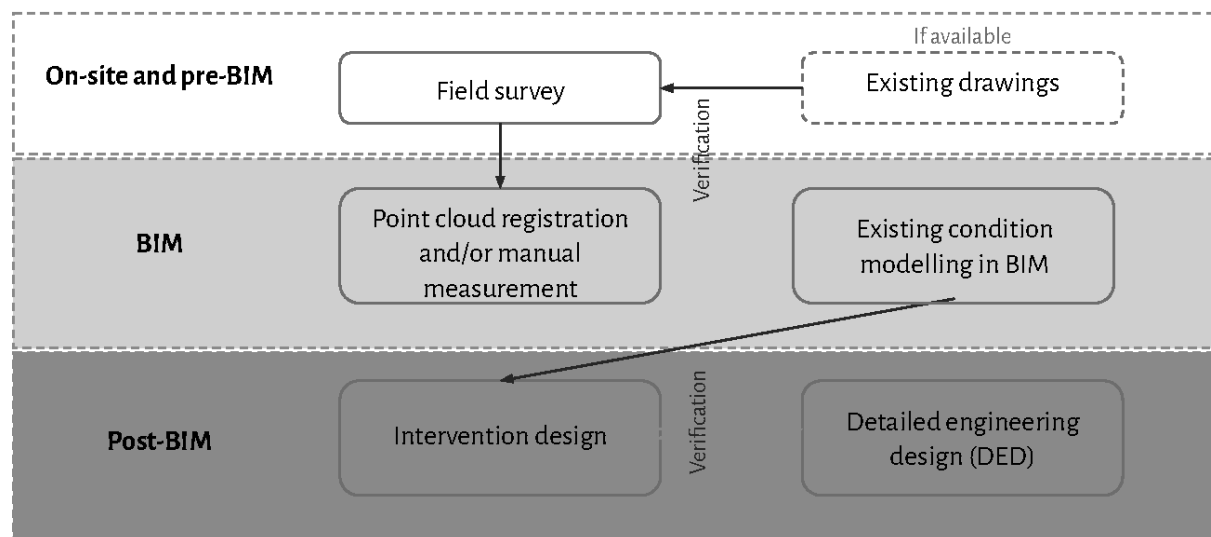 If available
On-site and pre-BIM
Field survey
Existing drawings
Verification
BIM
Point cloud registration
and/or manual
measurement
Existing condition
modelling in BIM
Post-BIM
Intervention design
Verification
Detailed engineering
design (DED)